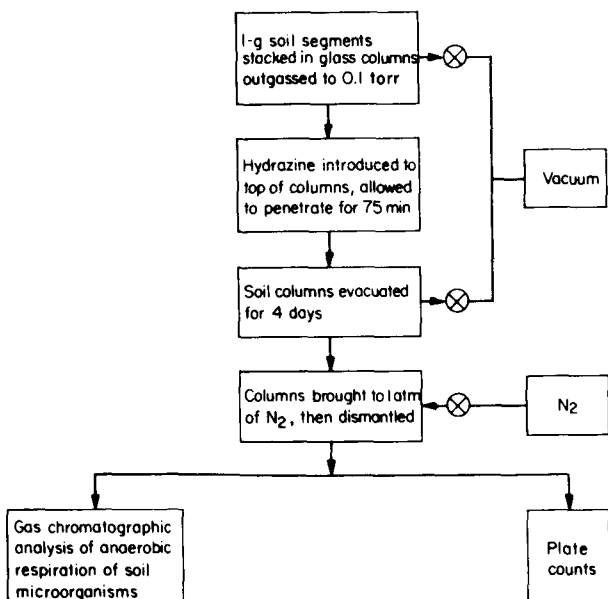 1-g soil segments
stacked in glass columns
outgassed to 0.1 torr
Hydrazine introduced to
top of columns, allowed
to penetrate for 75 min
Vacuum
Soil columns evacuated
for 4 days
Columns brought to 1 atm
of N2, then dismantled
N2
Gas chromatographic
analysis of anaerobic
respiration of soil
microorganisms
Plate
counts